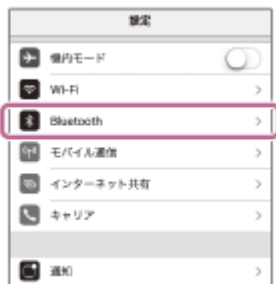 設定
機内モード
Wi-Fi
Bluetooth
モバイル通信
インターネット共有
キャリア
通知